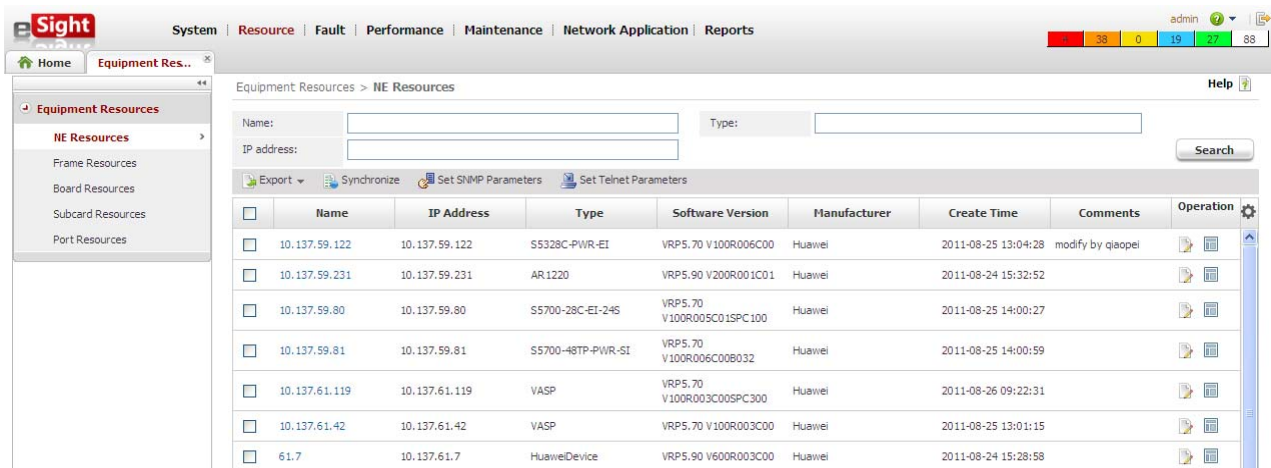 eSight
System | Resource | Fault | Performance | Maintenance | Network Application | Reports
admin
38 0 19 27 88
Home Equipment Res...
Equipment Resources
NE Resources
Frame Resources
Board Resources
Subcard Resources
Port Resources
Equipment Resources > NE Resources
Help
Name: Type:
IP address: Search
Export Synchronize Set SNMP Parameters Set Telnet Parameters
Name IP Address Type Software Version Manufacturer Create Time Comments Operation
10.137.59.122 10.137.59.122 S5328C-PWR-EI VRP5.70 V100R006C00 Huawei 2011-08-25 13:04:28 modify by qiaopei
10.137.59.231 10.137.59.231 AR1220 VRP5.90 V200R001C01 Huawei 2011-08-24 15:32:52
10.137.59.80 10.137.59.80 S5700-28C-EI-24S VRP5.70 V100R005C01SPC100 Huawei 2011-08-25 14:00:27
10.137.59.81 10.137.59.81 S5700-48TP-PWR-SI VRP5.70 V100R006C00B032 Huawei 2011-08-25 14:00:59
10.137.61.119 10.137.61.119 VASP VRP5.70 V100R003C00SPC300 Huawei 2011-08-26 09:22:31
10.137.61.42 10.137.61.42 VASP VRP5.70 V100R003C00 Huawei 2011-08-25 13:01:15
61.7 10.137.61.7 HuaweiDevice VRP5.90 V600R003C00 Huawei 2011-08-24 15:28:58